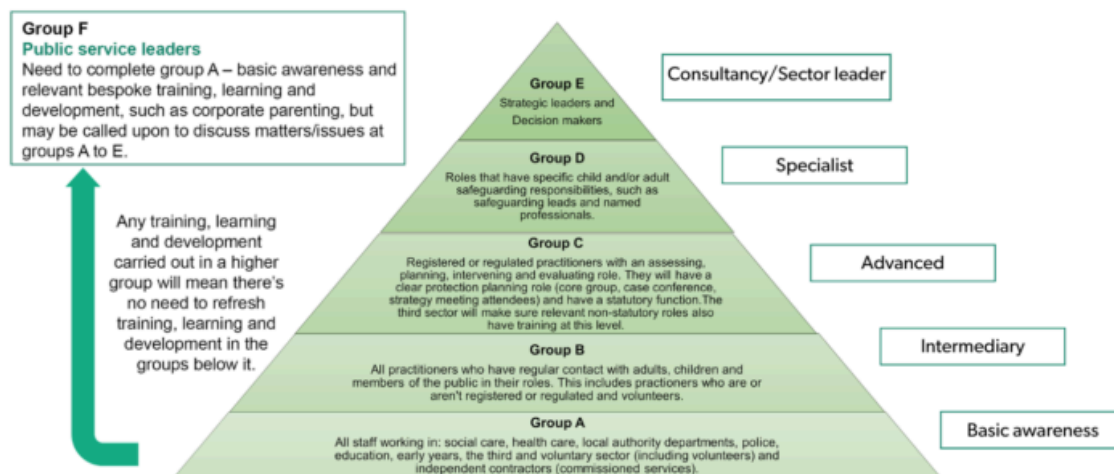 Group F
Public service leaders
Need to complete group A – basic awareness and
relevant bespoke training, learning and
development, such as corporate parenting, but
may be called upon to discuss matters/issues at
groups A to E.
Any training, learning
and development
carried out in a higher
group will mean there's
no need to refresh
training, learning and
development in the
groups below it.
Group E
Strategic leaders and
Decision makers
Consultancy/Sector leader
Group D
Roles that have specific child and/or adult
safeguarding responsibilities, such as
safeguarding leads and named
professionals.
Specialist
Group C
Registered or regulated practitioners with an assessing,
planning, intervening and evaluating role. They will have a
clear protection planning role (core group, case conference,
strategy meeting attendees) and have a statutory function.The
third sector will make sure relevant non-statutory roles also
have training at this level.
Advanced
Group B
All practitioners who have regular contact with adults, children and
members of the public in their roles. This includes practioners who are or
aren't registered or regulated and volunteers.
Intermediary
Group A
All staff working in: social care, health care, local authority departments, police,
education, early years, the third and voluntary sector (including volunteers) and
independent contractors (commissioned services).
Basic awareness